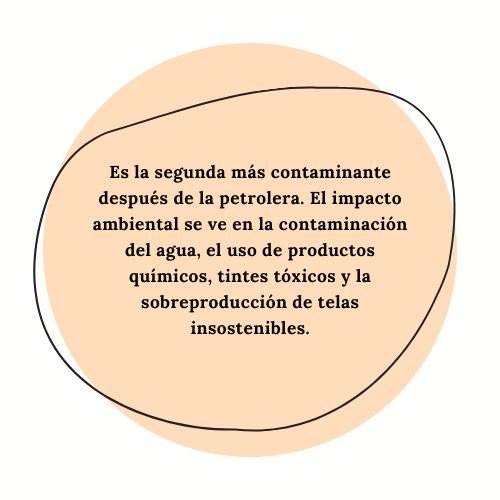 Es la segunda más contaminante
después de la petrolera. El impacto
ambiental se ve en la contaminación
del agua, el uso de productos
químicos, tintes tóxicos y la
sobreproducción de telas
insostenibles.